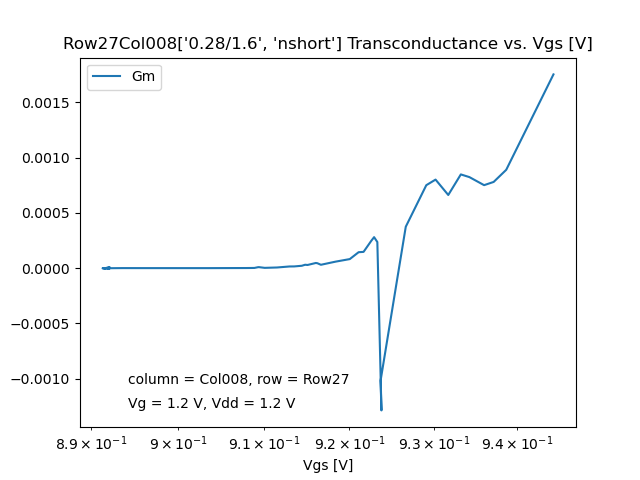 Row27Col008['0.28/1.6', 'nshort'] Transconductance vs. Vgs [V]
Gm
0.0015
0.0010
0.0005
0.0000
−0.0005
−0.0010
column = Col008, row = Row27
Vg = 1.2 V, Vdd = 1.2 V
8.9 × 10⁻¹ 9 × 10⁻¹ 9.1 × 10⁻¹ 9.2 × 10⁻¹ 9.3 × 10⁻¹ 9.4 × 10⁻¹
Vgs [V]